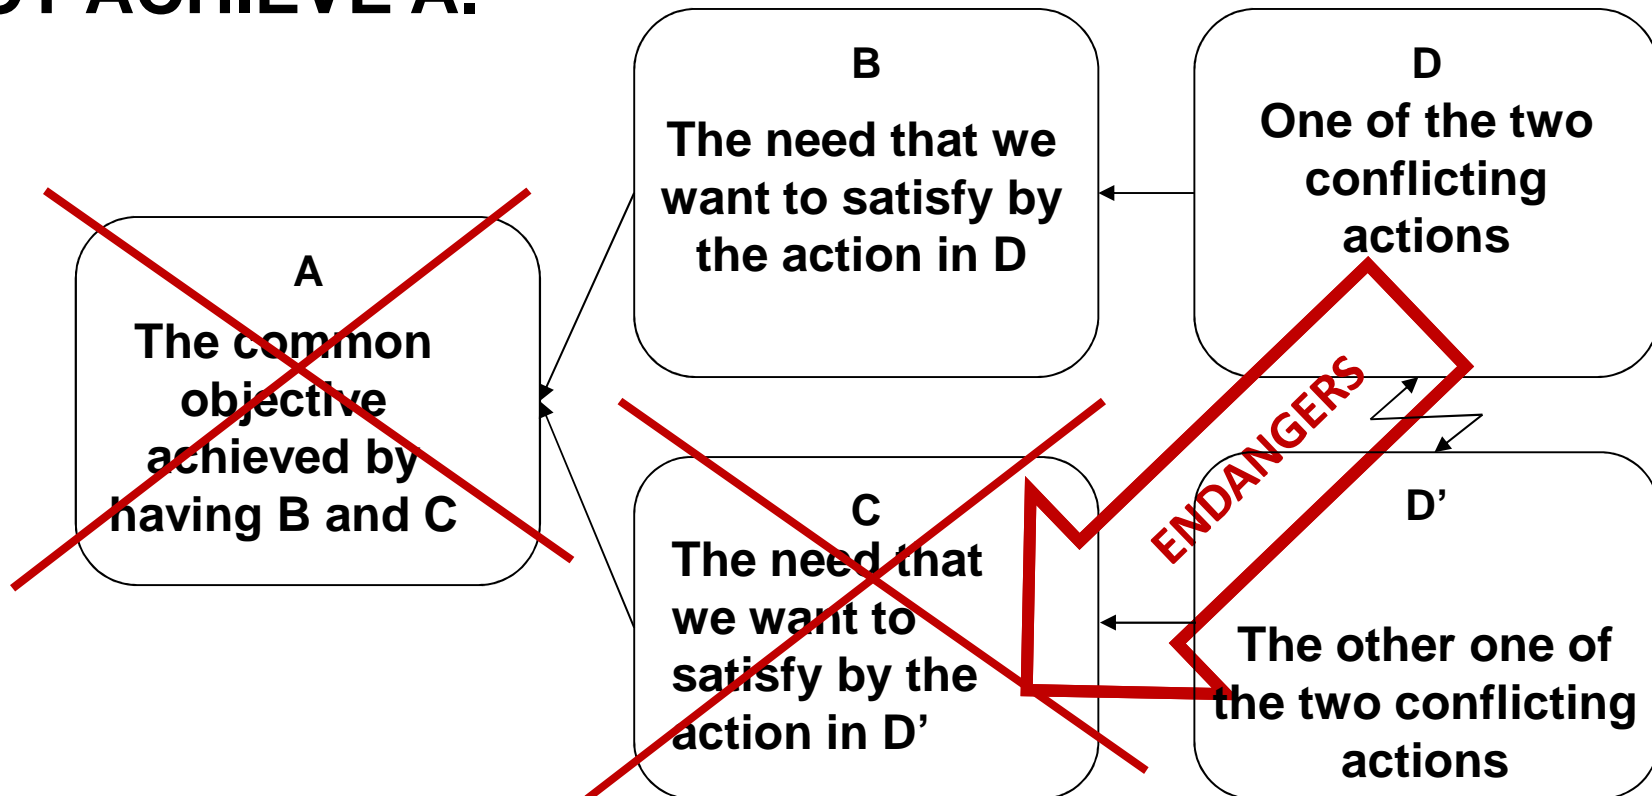 ACHIEVE A.
B
The need that we
want to satisfy by
the action in D
D
One of the two
conflicting
actions
A
The common
objective
achieved by
having B and C
ENDANGERS
C
The need that
we want to
satisfy by the
action in D’
D’
The other one of
the two conflicting
actions